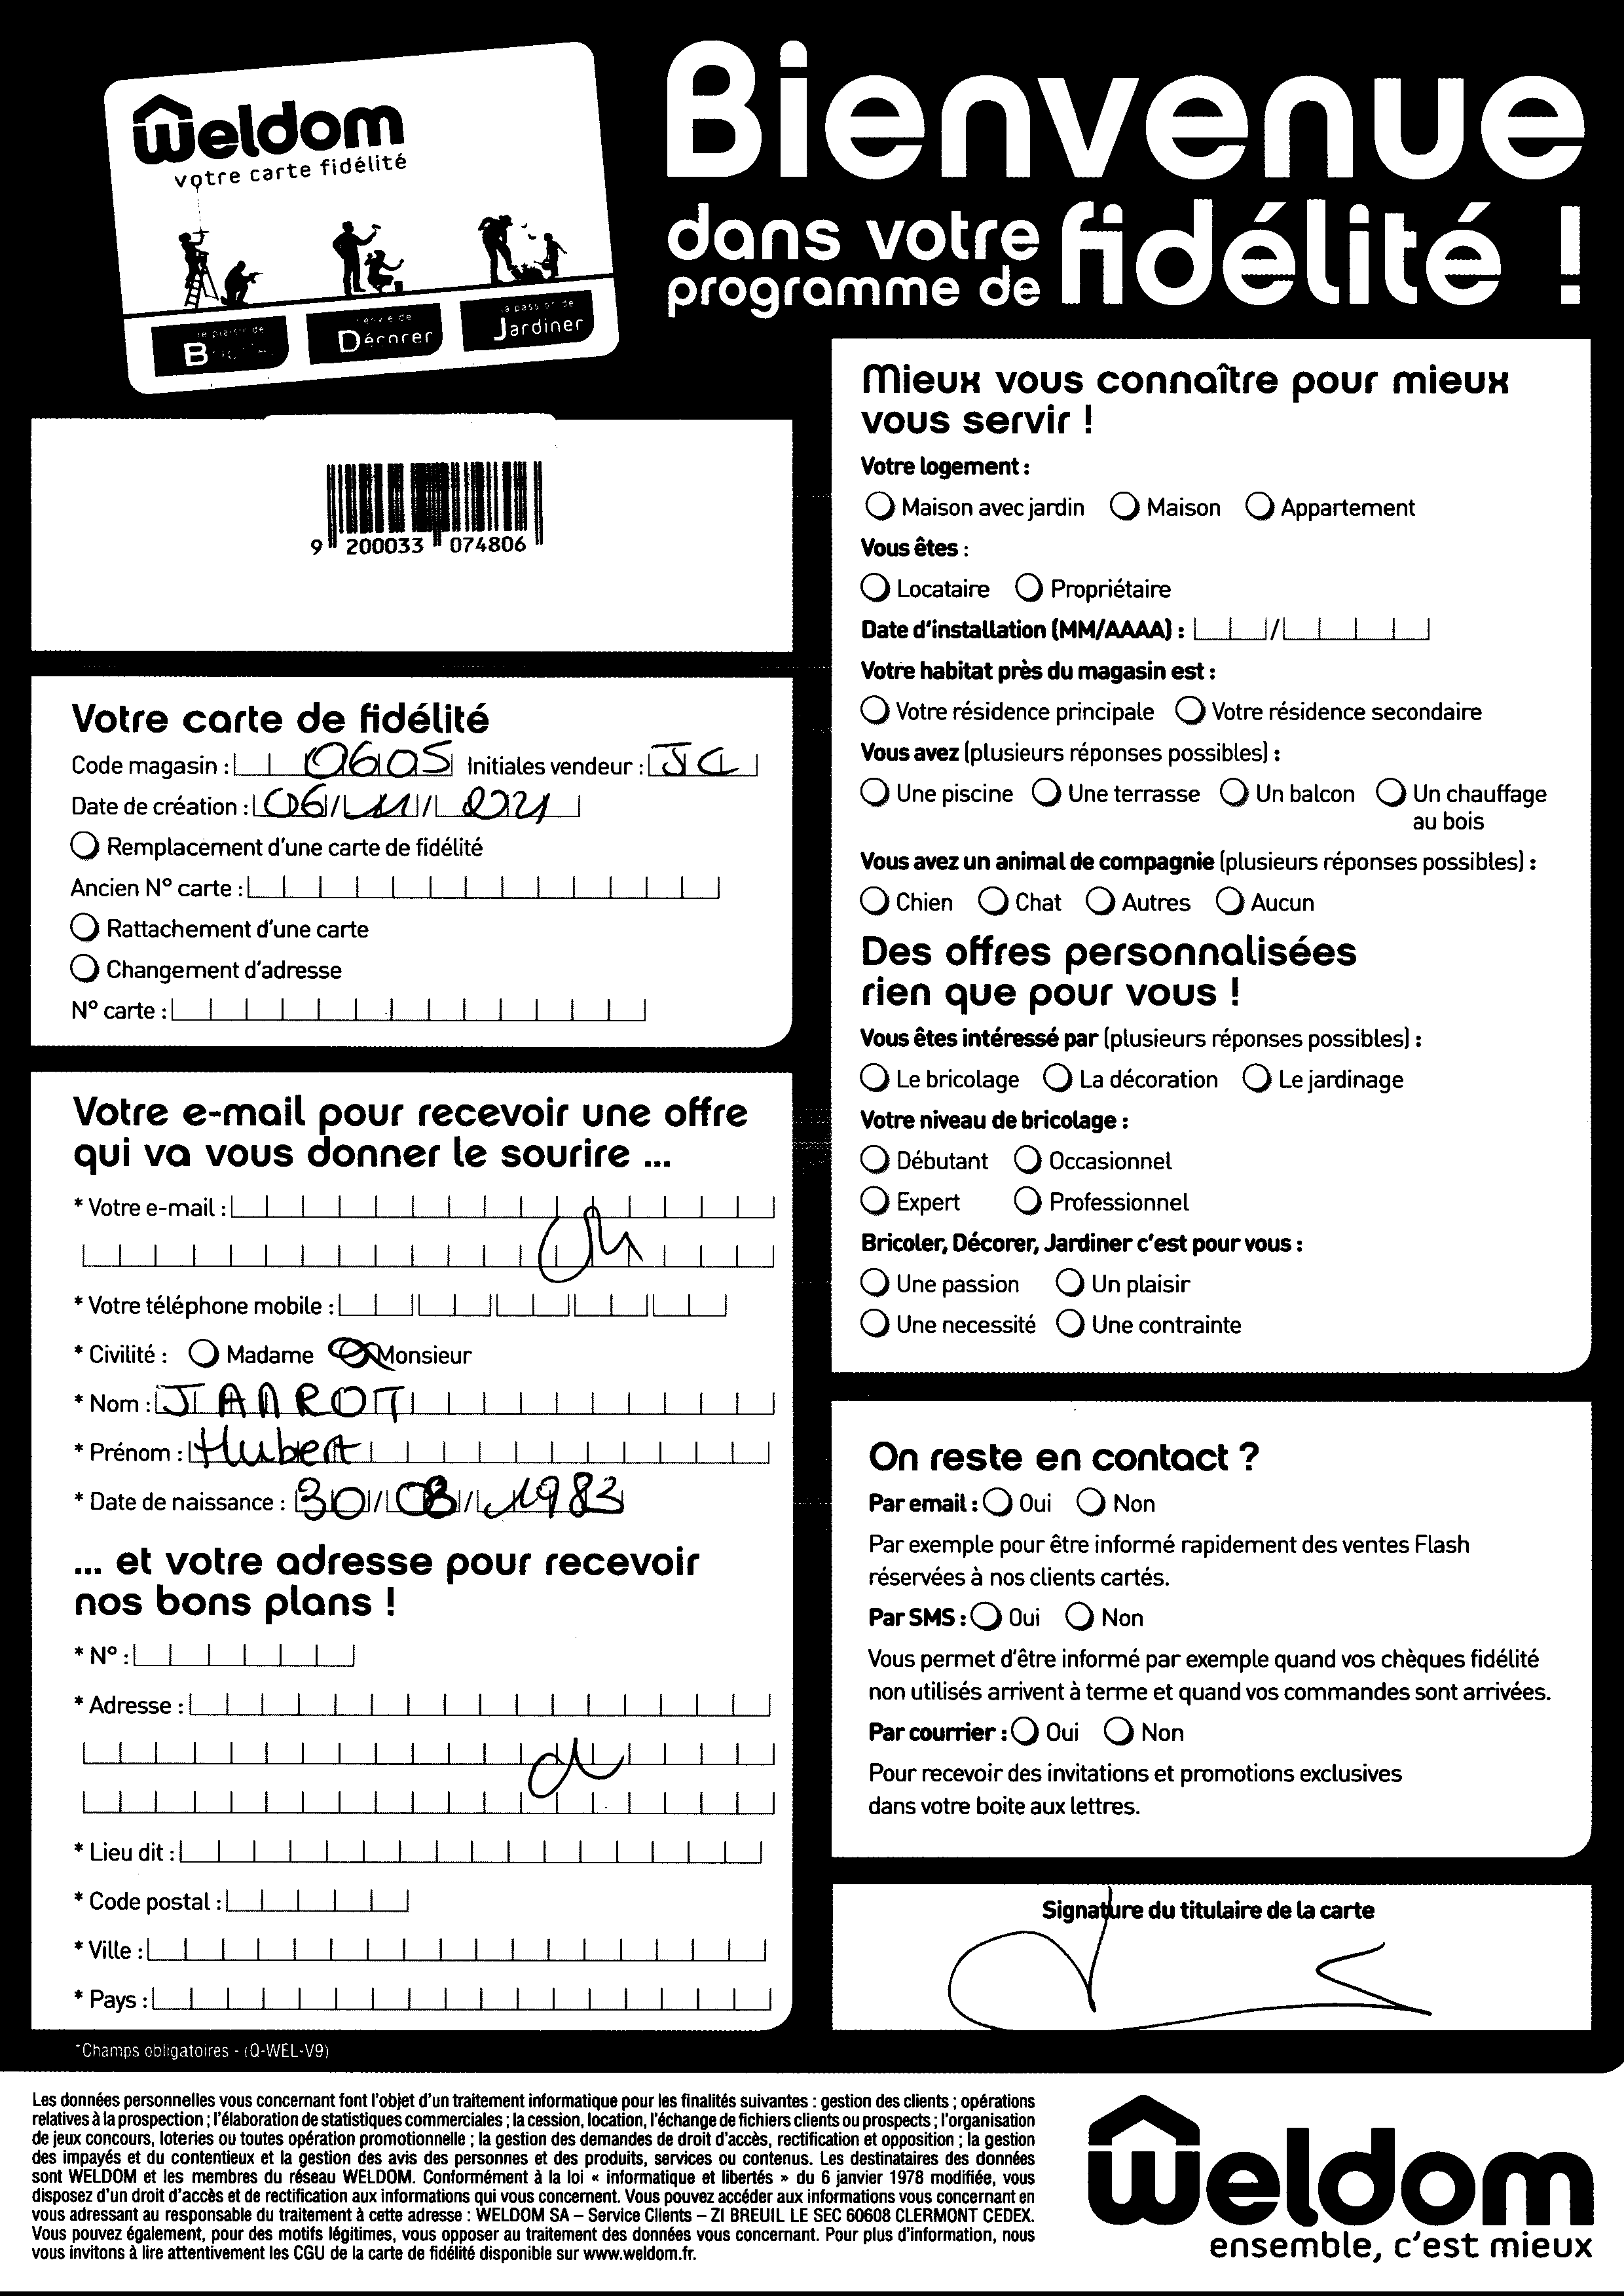 weldom
votre carte fidélité
le plaisir de
l'envie de
Décorer
la passion de
Jardiner
Bienvenue
dans votre
programme de fidélité !
9 200033 074806
Votre carte de fidélité
Code magasin : 0605 Initiales vendeur :
Date de création : 06/11/2021
Remplacement d'une carte de fidélité
Ancien N° carte :
Rattachement d'une carte
Changement d'adresse
N° carte :
Votre e-mail pour recevoir une offre
qui va vous donner le sourire ...
* Votre e-mail :
* Votre téléphone mobile :
* Civilité : Madame Monsieur
* Nom :
* Prénom : Hubert
* Date de naissance : 30/08/1983
... et votre adresse pour recevoir
nos bons plans !
* N° :
* Adresse :
* Lieu dit :
* Code postal :
* Ville :
* Pays :
*Champs obligatoires - (Q-WEL-V9)
Mieux vous connaître pour mieux
vous servir !
Votre logement :
Maison avec jardin Maison Appartement
Vous êtes :
Locataire Propriétaire
Date d'installation (MM/AAAA) : /
Votre habitat près du magasin est :
Votre résidence principale Votre résidence secondaire
Vous avez (plusieurs réponses possibles) :
Une piscine Une terrasse Un balcon Un chauffage
au bois
Vous avez un animal de compagnie (plusieurs réponses possibles) :
Chien Chat Autres Aucun
Des offres personnalisées
rien que pour vous !
Vous êtes intéressé par (plusieurs réponses possibles) :
Le bricolage La décoration Le jardinage
Votre niveau de bricolage :
Débutant Occasionnel
Expert Professionnel
Bricoler, Décorer, Jardiner c'est pour vous :
Une passion Un plaisir
Une necessité Une contrainte
On reste en contact ?
Par email : Oui Non
Par exemple pour être informé rapidement des ventes Flash
réservées à nos clients cartés.
Par SMS : Oui Non
Vous permet d'être informé par exemple quand vos chèques fidélité
non utilisés arrivent à terme et quand vos commandes sont arrivées.
Par courrier : Oui Non
Pour recevoir des invitations et promotions exclusives
dans votre boite aux lettres.
Signature du titulaire de la carte
Les données personnelles vous concernant font l'objet d'un traitement informatique pour les finalités suivantes : gestion des clients ; opérations
relatives à la prospection ; l'élaboration de statistiques commerciales ; la cession, location, l'échange de fichiers clients ou prospects ; l'organisation
de jeux concours, loteries ou toutes opération promotionnelle ; la gestion des demandes de droit d'accès, rectification et opposition ; la gestion
des impayés et du contentieux et la gestion des avis des personnes et des produits, services ou contenus. Les destinataires des données
sont WELDOM et les membres du réseau WELDOM. Conformément à la loi « informatique et libertés » du 6 janvier 1978 modifiée, vous
disposez d'un droit d'accès et de rectification aux informations qui vous concernent. Vous pouvez accéder aux informations vous concernant en
vous adressant au responsable du traitement à cette adresse : WELDOM SA – Service Clients – ZI BREUIL LE SEC 60608 CLERMONT CEDEX.
Vous pouvez également, pour des motifs légitimes, vous opposer au traitement des données vous concernant. Pour plus d'information, nous
vous invitons à lire attentivement les CGU de la carte de fidélité disponible sur www.weldom.fr.
weldom
ensemble, c'est mieux